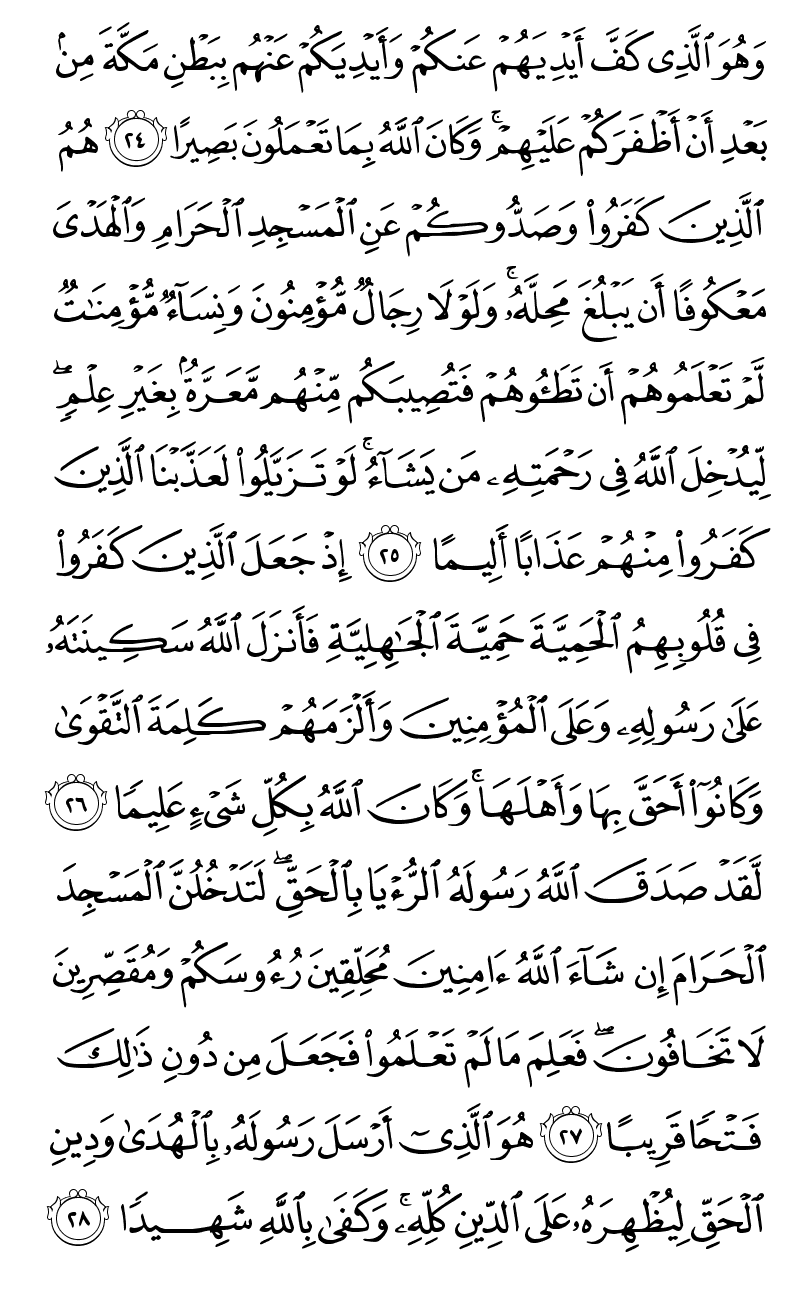 وَهُوَ ٱلَّذِى كَفَّ أَيْدِيَهُمْ عَنكُمْ وَأَيْدِيَكُمْ عَنْهُم بِبَطْنِ مَكَّةَ مِنۢ
بَعْدِ أَنْ أَظْفَرَكُمْ عَلَيْهِمْ ۚ وَكَانَ ٱللَّهُ بِمَا تَعْمَلُونَ بَصِيرًا ٢٤ هُمُ
ٱلَّذِينَ كَفَرُوا۟ وَصَدُّوكُمْ عَنِ ٱلْمَسْجِدِ ٱلْحَرَامِ وَٱلْهَدْىَ
مَعْكُوفًا أَن يَبْلُغَ مَحِلَّهُۥ ۚ وَلَوْلَا رِجَالٌ مُّؤْمِنُونَ وَنِسَآءٌ مُّؤْمِنَـٰتٌ
لَّمْ تَعْلَمُوهُمْ أَن تَطَـُٔوهُمْ فَتُصِيبَكُم مِّنْهُم مَّعَرَّةٌۢ بِغَيْرِ عِلْمٍ ۖ
لِّيُدْخِلَ ٱللَّهُ فِى رَحْمَتِهِۦ مَن يَشَآءُ ۚ لَوْ تَزَيَّلُوا۟ لَعَذَّبْنَا ٱلَّذِينَ
كَفَرُوا۟ مِنْهُمْ عَذَابًا أَلِيمًا ٢٥ إِذْ جَعَلَ ٱلَّذِينَ كَفَرُوا۟
فِى قُلُوبِهِمُ ٱلْحَمِيَّةَ حَمِيَّةَ ٱلْجَـٰهِلِيَّةِ فَأَنزَلَ ٱللَّهُ سَكِينَتَهُۥ
عَلَىٰ رَسُولِهِۦ وَعَلَى ٱلْمُؤْمِنِينَ وَأَلْزَمَهُمْ كَلِمَةَ ٱلتَّقْوَىٰ
وَكَانُوٓا۟ أَحَقَّ بِهَا وَأَهْلَهَا ۚ وَكَانَ ٱللَّهُ بِكُلِّ شَىْءٍ عَلِيمًا ٢٦
لَّقَدْ صَدَقَ ٱللَّهُ رَسُولَهُ ٱلرُّءْيَا بِٱلْحَقِّ ۖ لَتَدْخُلُنَّ ٱلْمَسْجِدَ
ٱلْحَرَامَ إِن شَآءَ ٱللَّهُ ءَامِنِينَ مُحَلِّقِينَ رُءُوسَكُمْ وَمُقَصِّرِينَ
لَا تَخَافُونَ ۖ فَعَلِمَ مَا لَمْ تَعْلَمُوا۟ فَجَعَلَ مِن دُونِ ذَٰلِكَ
فَتْحًا قَرِيبًا ٢٧ هُوَ ٱلَّذِىٓ أَرْسَلَ رَسُولَهُۥ بِٱلْهُدَىٰ وَدِينِ
ٱلْحَقِّ لِيُظْهِرَهُۥ عَلَى ٱلدِّينِ كُلِّهِۦ ۚ وَكَفَىٰ بِٱللَّهِ شَهِيدًا ٢٨